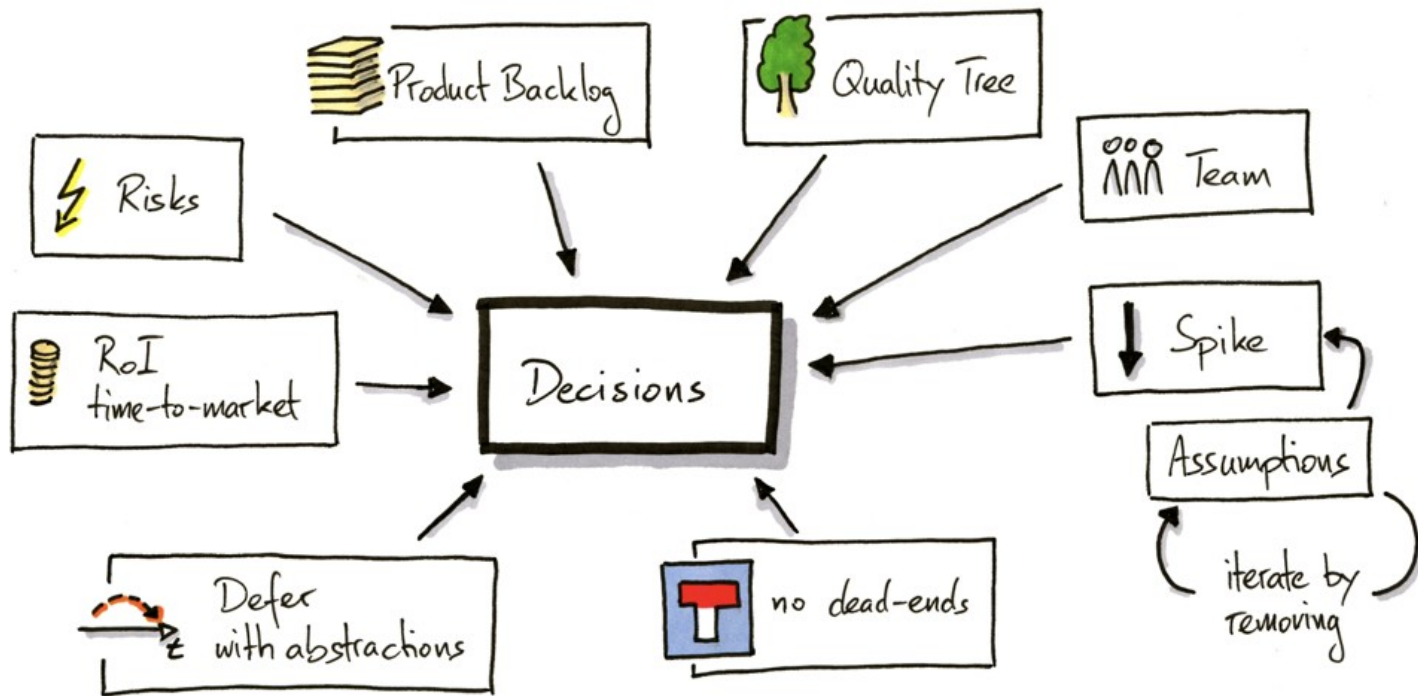 Product Backlog
Quality Tree
Risks
Team
RoI
time-to-market
Decisions
Spike
Assumptions
iterate by
removing
Defer
with abstractions
t
no dead-ends